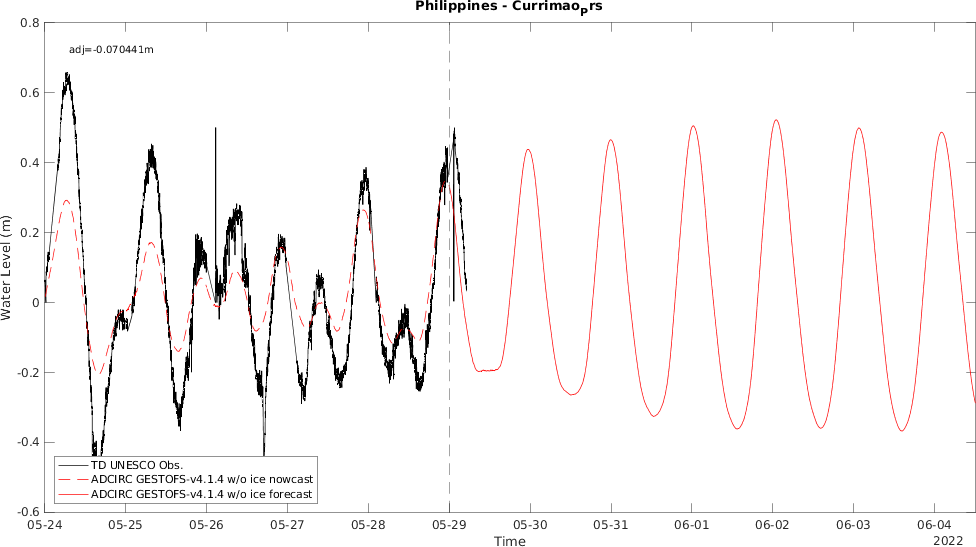 Philippines - Currimaoprs
adj=-0.070441m
0.8
0.6
0.4
0.2
0
-0.2
-0.4
-0.6
Water Level (m)
TD UNESCO Obs.
ADCIRC GESTOFS-v4.1.4 w/o ice nowcast
ADCIRC GESTOFS-v4.1.4 w/o ice forecast
05-24 05-25 05-26 05-27 05-28 05-29 05-30 05-31 06-01 06-02 06-03 06-04
Time
2022